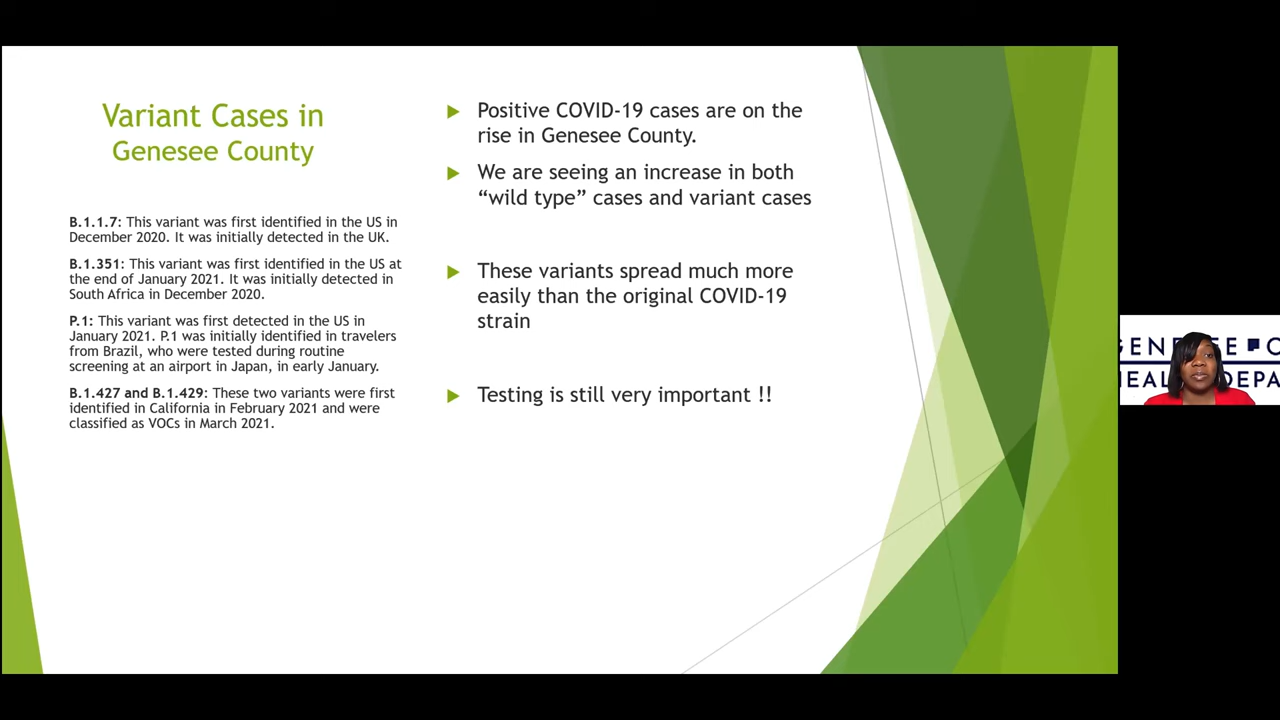 Variant Cases in
Genesee County
B.1.1.7: This variant was first identified in the US in
December 2020. It was initially detected in the UK.
B.1.351: This variant was first identified in the US at
the end of January 2021. It was initially detected in
South Africa in December 2020.
P.1: This variant was first detected in the US in
January 2021. P.1 was initially identified in travelers
from Brazil, who were tested during routine
screening at an airport in Japan, in early January.
B.1.427 and B.1.429: These two variants were first
identified in California in February 2021 and were
classified as VOCs in March 2021.
Positive COVID-19 cases are on the
rise in Genesee County.
We are seeing an increase in both
“wild type” cases and variant cases
These variants spread much more
easily than the original COVID-19
strain
Testing is still very important !!